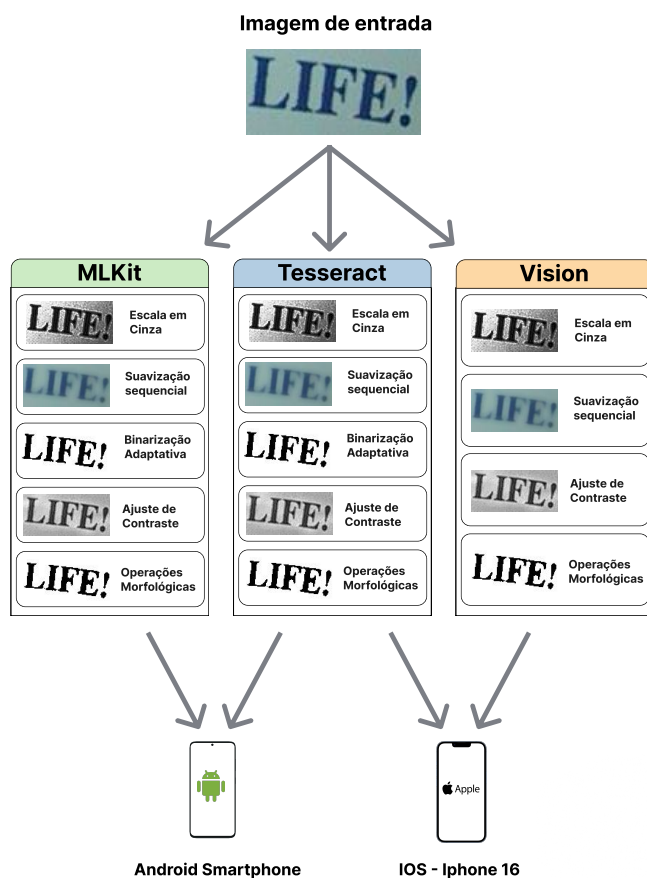 Imagem de entrada
LIFE!
MLKit
LIFE!
Escala em
Cinza
LIFE!
Suavização
sequencial
LIFE!
Binarização
Adaptativa
LIFE!
Ajuste de
Contraste
LIFE!
Operações
Morfológicas
Tesseract
LIFE!
Escala em
Cinza
LIFE!
Suavização
sequencial
LIFE!
Binarização
Adaptativa
LIFE!
Ajuste de
Contraste
LIFE!
Operações
Morfológicas
Vision
LIFE!
Escala em
Cinza
LIFE!
Suavização
sequencial
LIFE!
Ajuste de
Contraste
LIFE!
Operações
Morfológicas
Apple
Android Smartphone
IOS - Iphone 16